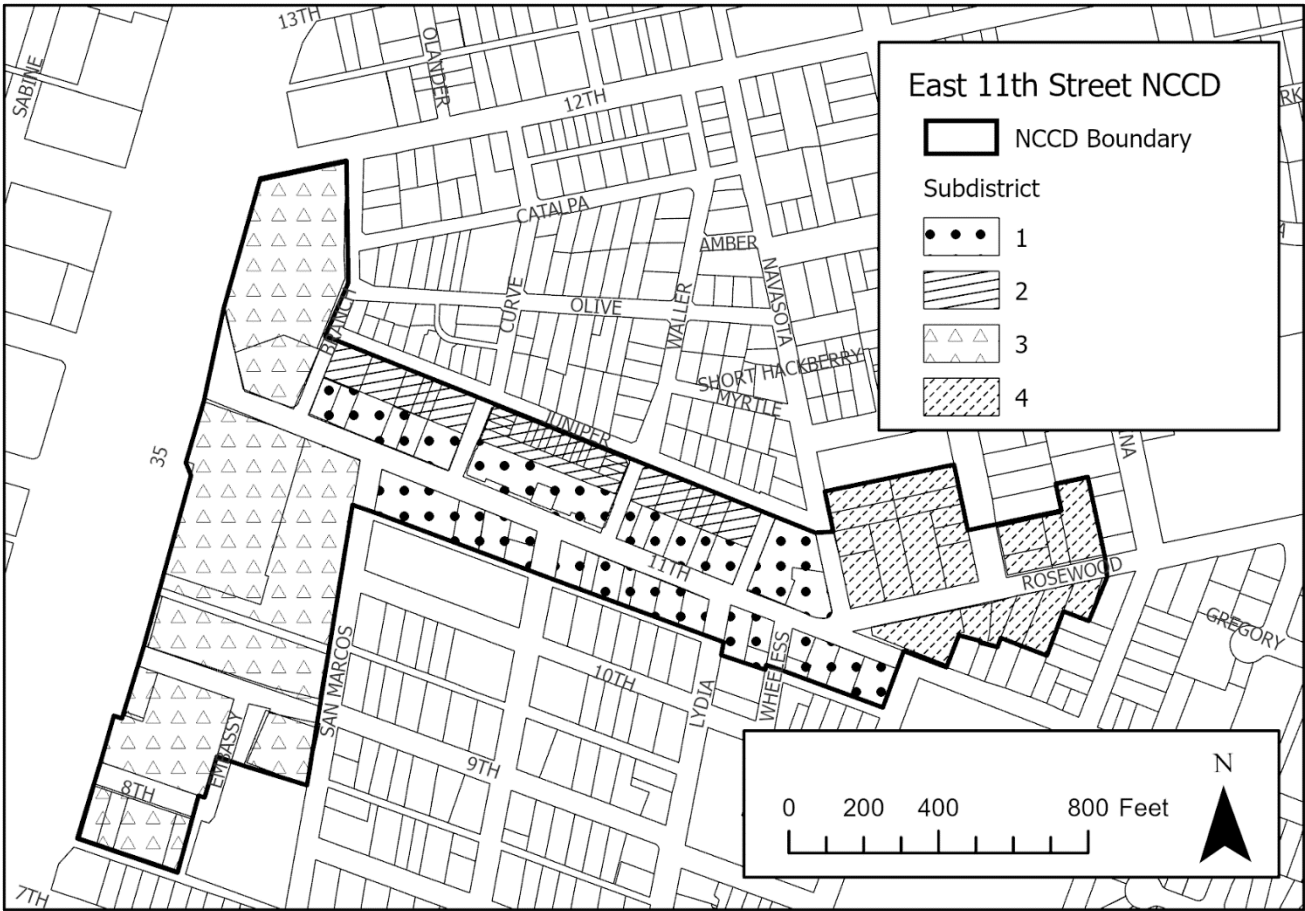 East 11th Street NCCD
NCCD Boundary
Subdistrict
1
2
3
4
13TH
OLANDER
SABINE
12TH
CATALPA
AMBER
NAVASOTA
CURVE
OLIVE
WALLER
BRANCH
SHORT HACKBERRY
MYRTLE
JUNIPER
35
11TH
ROSEWOOD
GREGORY
SAN MARCOS
10TH
LYDIA
WHEELESS
EMBASSY
9TH
8TH
7TH
N
0 200 400 800 Feet